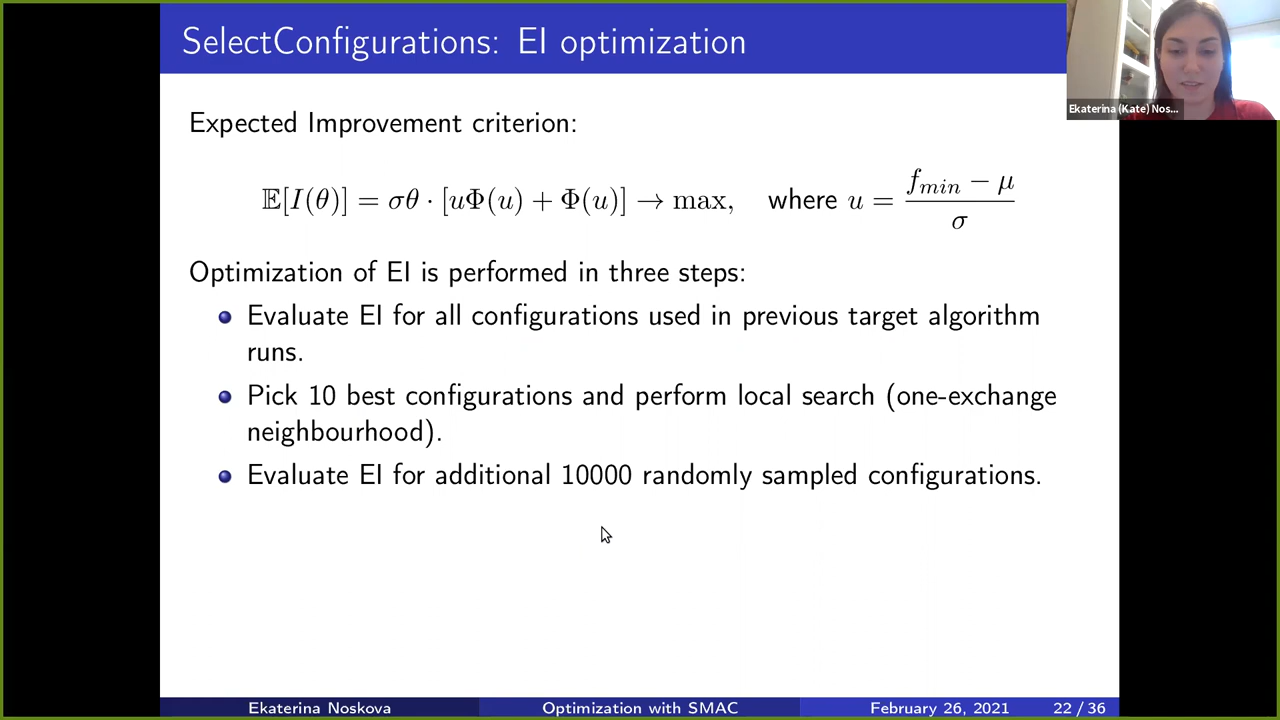 SelectConfigurations: EI optimization
Ekaterina (Kate) Nos...
Expected Improvement criterion:
𝔼[I(θ)] = σθ · [uΦ(u) + Φ(u)] → max, where u = (f_min − μ) / σ
Optimization of EI is performed in three steps:
Evaluate EI for all configurations used in previous target algorithm
runs.
Pick 10 best configurations and perform local search (one-exchange
neighbourhood).
Evaluate EI for additional 10000 randomly sampled configurations.
Ekaterina Noskova Optimization with SMAC February 26, 2021 22 / 36